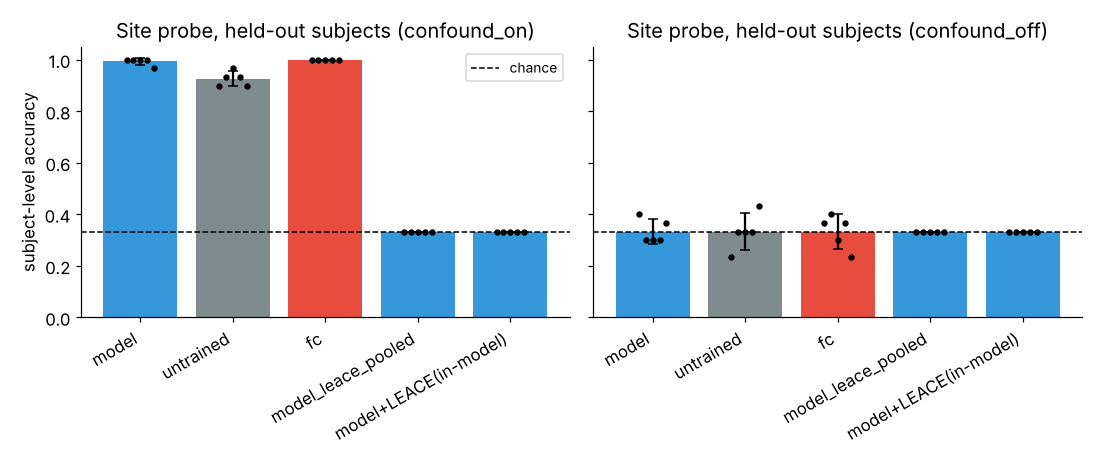 Site probe, held-out subjects (confound_on)
Site probe, held-out subjects (confound_off)
subject-level accuracy
1.0
0.8
0.6
0.4
0.2
0.0
chance
model
untrained
fc
model_leace_pooled
model+LEACE(in-model)
model
untrained
fc
model_leace_pooled
model+LEACE(in-model)